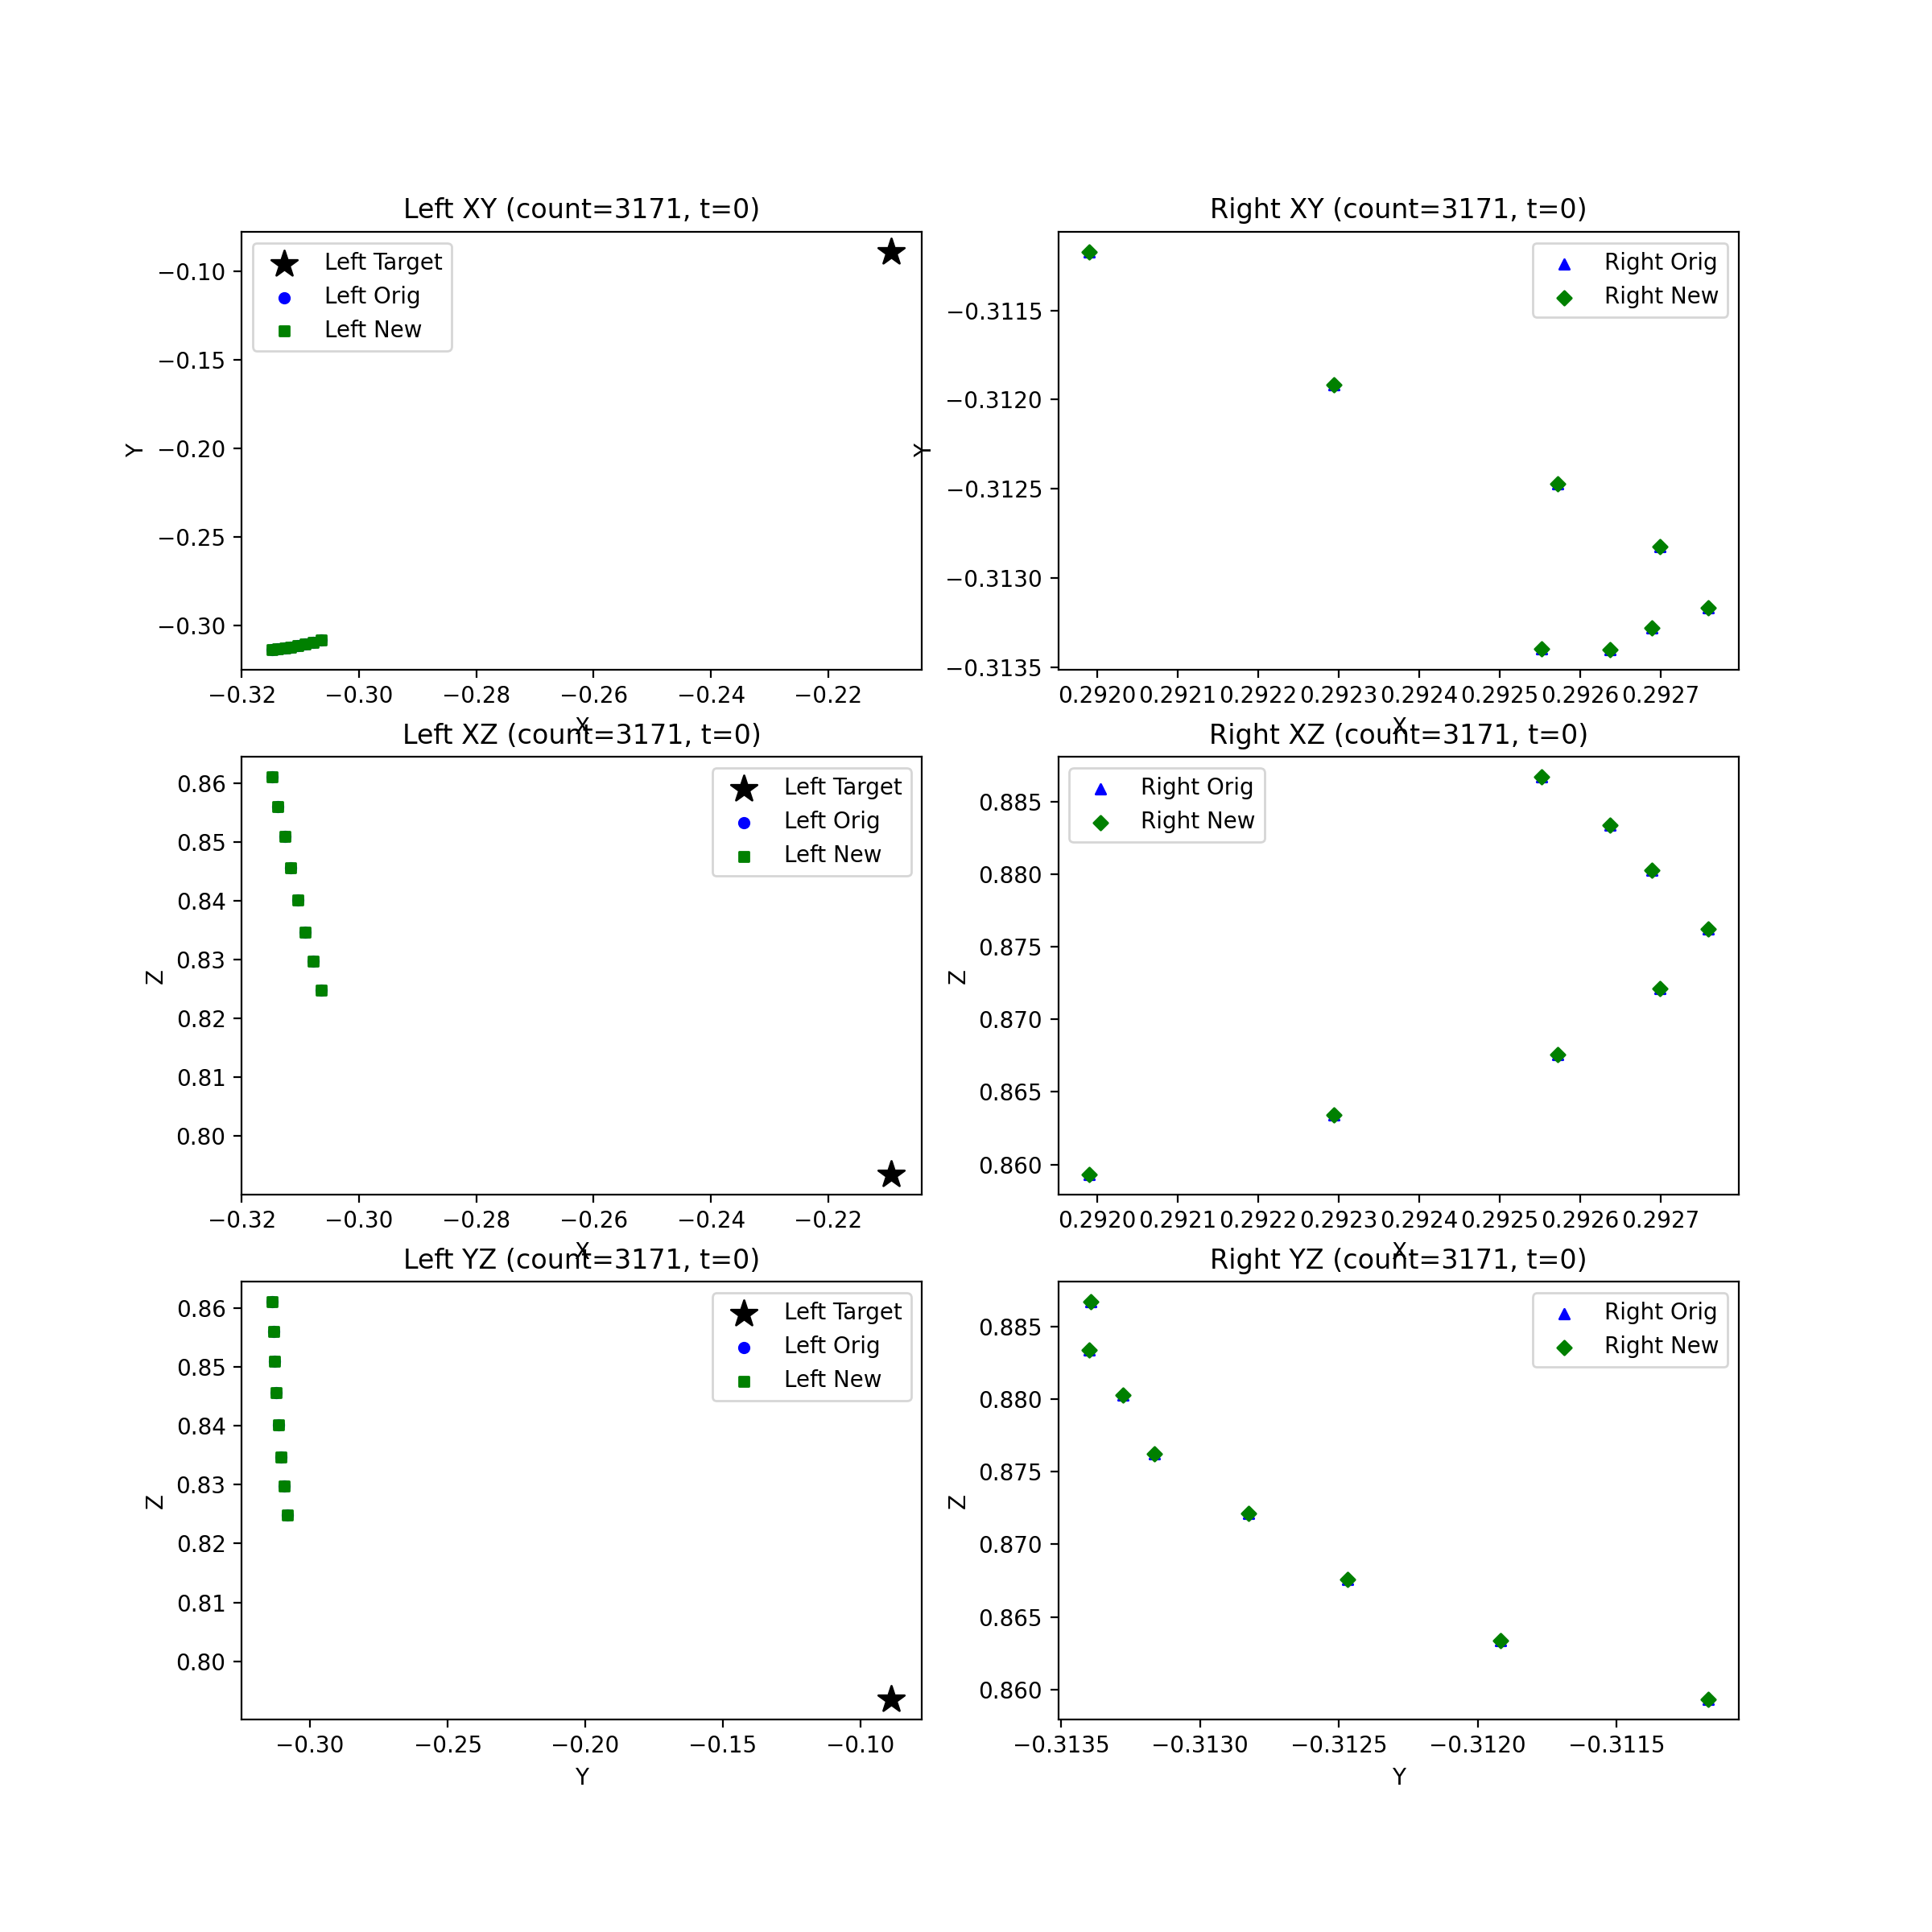 Left XY (count=3171, t=0)
Left Target
Left Orig
Left New
−0.10
−0.15
−0.20
−0.25
−0.30
Y
−0.32 −0.30 −0.28 −0.26 −0.24 −0.22
X
Right XY (count=3171, t=0)
Right Orig
Right New
−0.3115
−0.3120
−0.3125
−0.3130
−0.3135
Y
0.2920 0.2921 0.2922 0.2923 0.2924 0.2925 0.2926 0.2927
X
Left XZ (count=3171, t=0)
Left Target
Left Orig
Left New
0.86
0.85
0.84
0.83
0.82
0.81
0.80
Z
−0.32 −0.30 −0.28 −0.26 −0.24 −0.22
X
Right XZ (count=3171, t=0)
Right Orig
Right New
0.885
0.880
0.875
0.870
0.865
0.860
Z
0.2920 0.2921 0.2922 0.2923 0.2924 0.2925 0.2926 0.2927
X
Left YZ (count=3171, t=0)
Left Target
Left Orig
Left New
0.86
0.85
0.84
0.83
0.82
0.81
0.80
Z
−0.30 −0.25 −0.20 −0.15 −0.10
Y
Right YZ (count=3171, t=0)
Right Orig
Right New
0.885
0.880
0.875
0.870
0.865
0.860
Z
−0.3135 −0.3130 −0.3125 −0.3120 −0.3115
Y